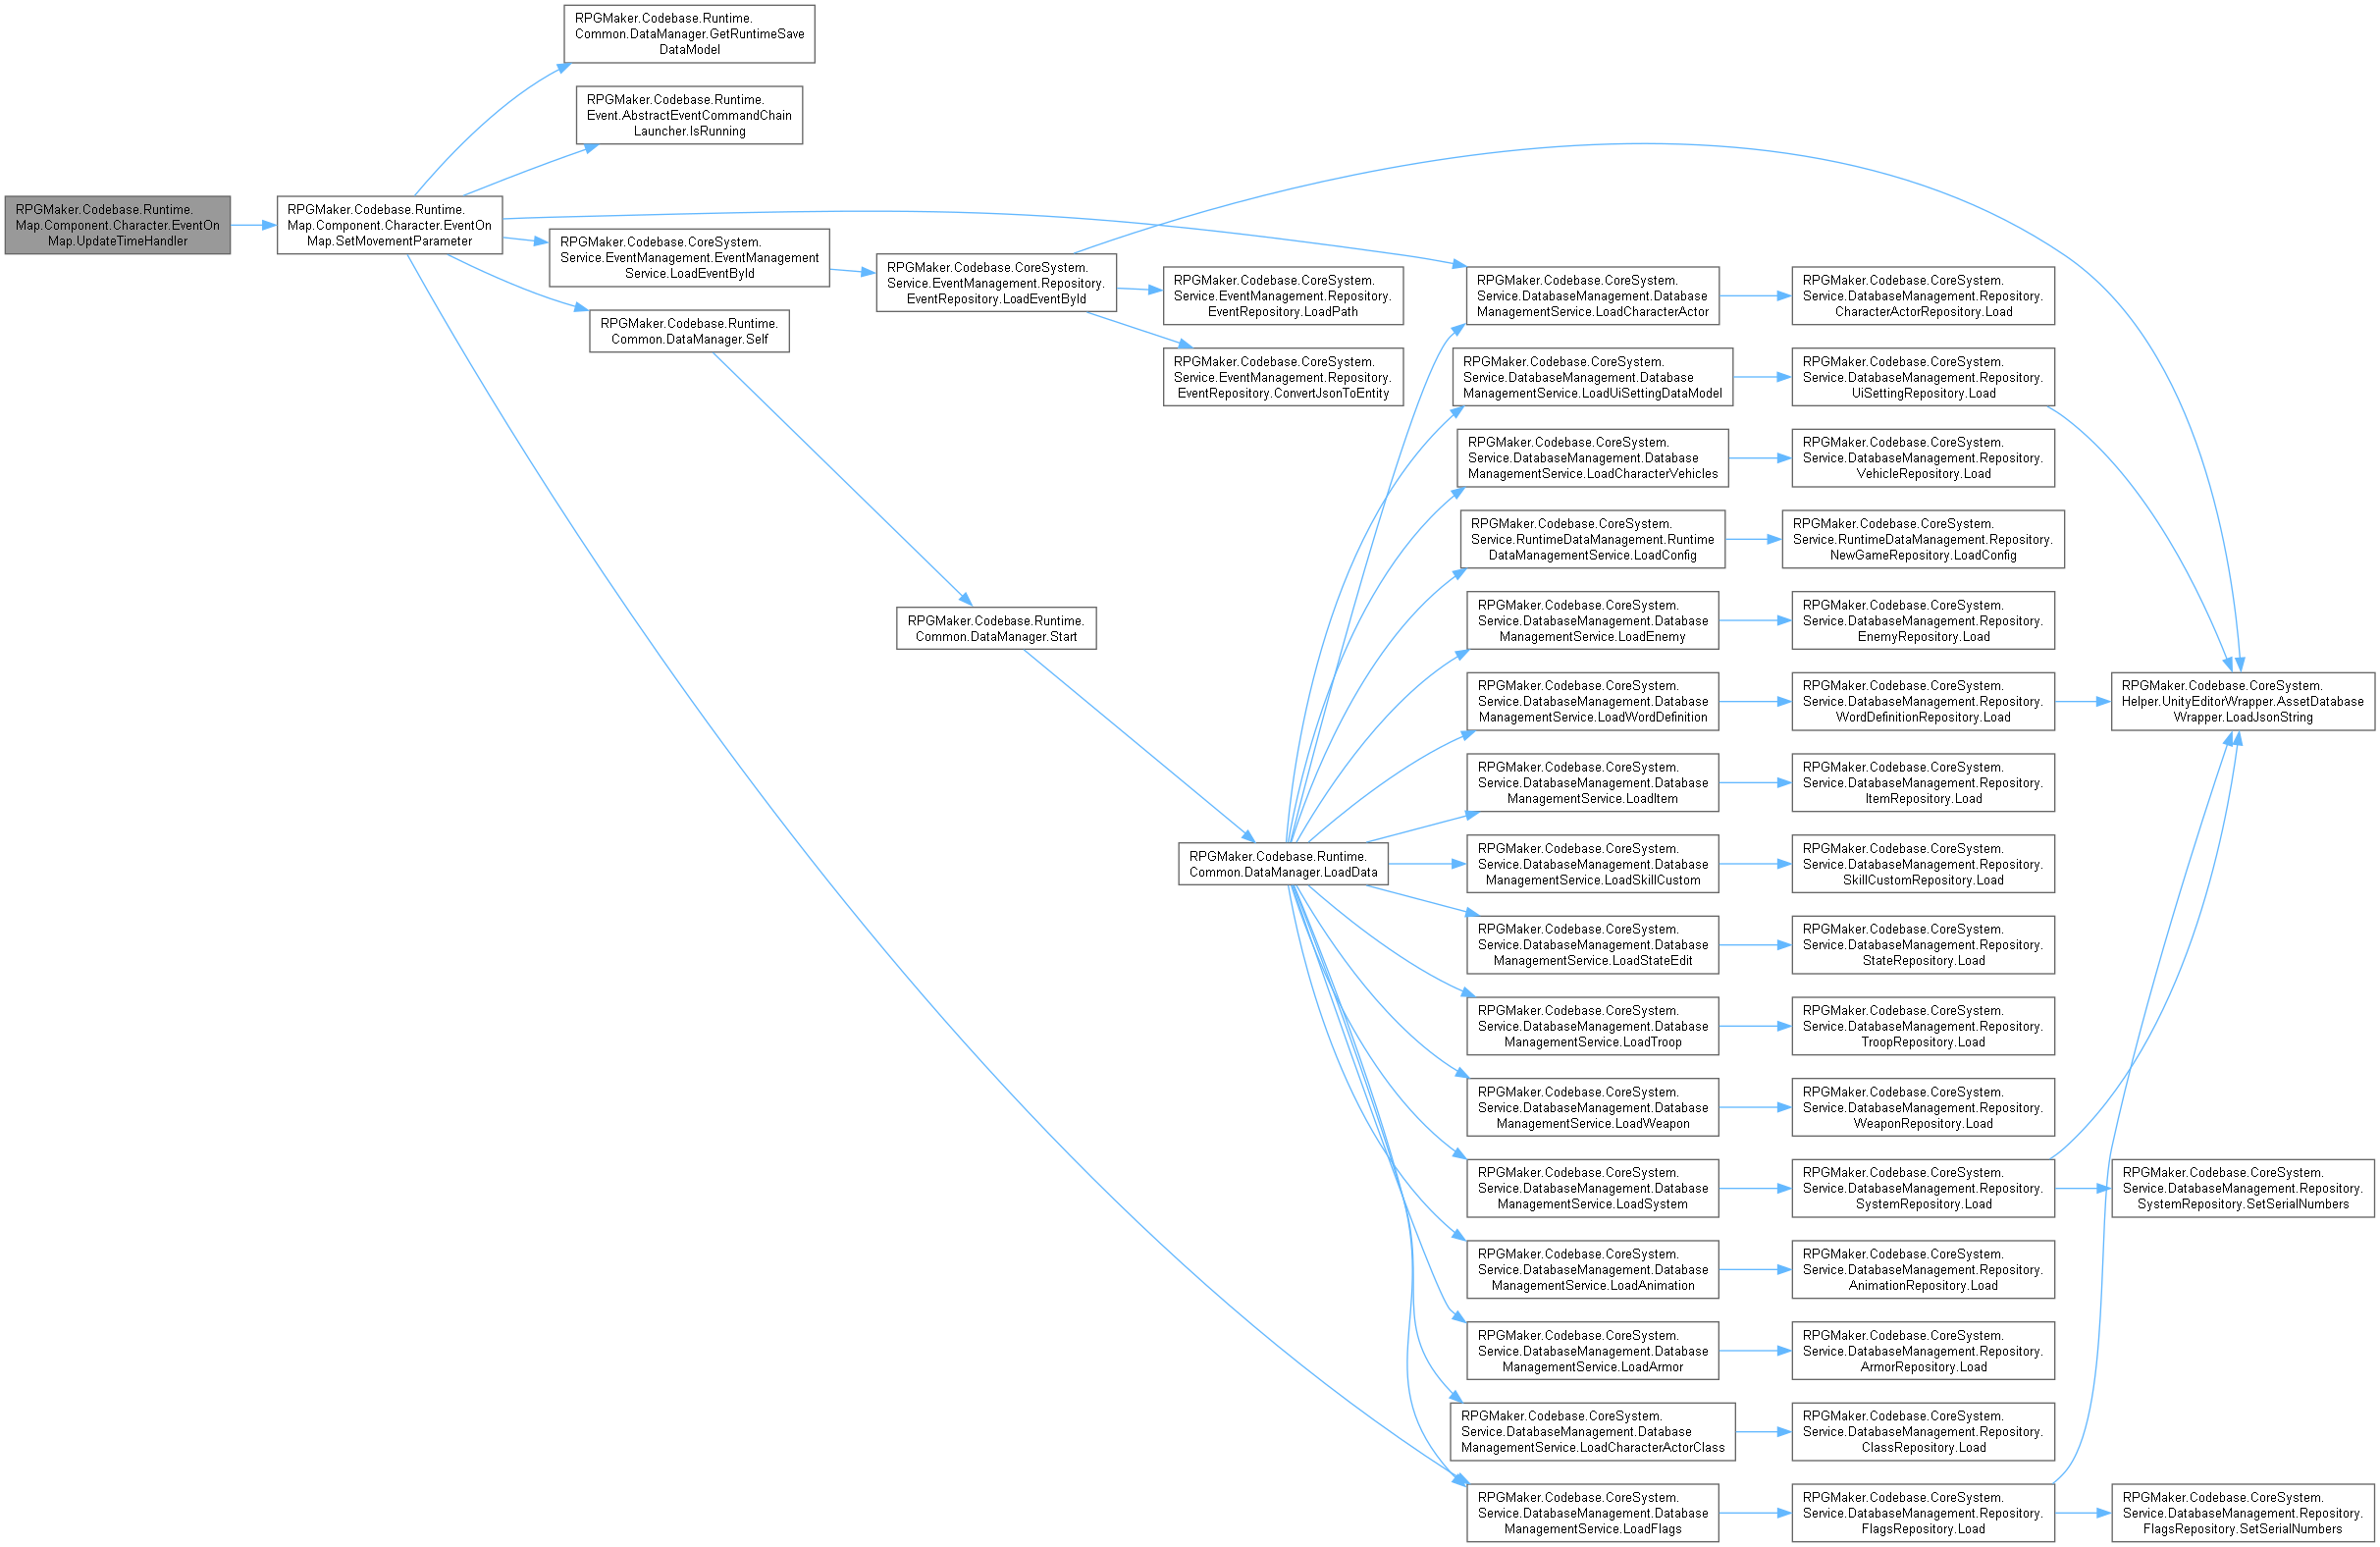 RPGMaker.Codebase.Runtime.
Common.DataManager.GetRuntimeSave
DataModel
RPGMaker.Codebase.Runtime.
Event.AbstractEventCommandChain
Launcher.IsRunning
RPGMaker.Codebase.Runtime.
Map.Component.Character.EventOn
Map.UpdateTimeHandler
RPGMaker.Codebase.Runtime.
Map.Component.Character.EventOn
Map.SetMovementParameter
RPGMaker.Codebase.CoreSystem.
Service.EventManagement.EventManagement
Service.LoadEventById
RPGMaker.Codebase.CoreSystem.
Service.EventManagement.Repository.
EventRepository.LoadEventById
RPGMaker.Codebase.CoreSystem.
Service.EventManagement.Repository.
EventRepository.LoadPath
RPGMaker.Codebase.CoreSystem.
Service.DatabaseManagement.Database
ManagementService.LoadCharacterActor
RPGMaker.Codebase.CoreSystem.
Service.DatabaseManagement.Repository.
CharacterActorRepository.Load
RPGMaker.Codebase.Runtime.
Common.DataManager.Self
RPGMaker.Codebase.CoreSystem.
Service.EventManagement.Repository.
EventRepository.ConvertJsonToEntity
RPGMaker.Codebase.CoreSystem.
Service.DatabaseManagement.Database
ManagementService.LoadUiSettingDataModel
RPGMaker.Codebase.CoreSystem.
Service.DatabaseManagement.Repository.
UiSettingRepository.Load
RPGMaker.Codebase.CoreSystem.
Service.DatabaseManagement.Database
ManagementService.LoadCharacterVehicles
RPGMaker.Codebase.CoreSystem.
Service.DatabaseManagement.Repository.
VehicleRepository.Load
RPGMaker.Codebase.CoreSystem.
Service.RuntimeDataManagement.Runtime
DataManagementService.LoadConfig
RPGMaker.Codebase.CoreSystem.
Service.RuntimeDataManagement.Repository.
NewGameRepository.LoadConfig
RPGMaker.Codebase.Runtime.
Common.DataManager.Start
RPGMaker.Codebase.CoreSystem.
Service.DatabaseManagement.Database
ManagementService.LoadEnemy
RPGMaker.Codebase.CoreSystem.
Service.DatabaseManagement.Repository.
EnemyRepository.Load
RPGMaker.Codebase.CoreSystem.
Service.DatabaseManagement.Database
ManagementService.LoadWordDefinition
RPGMaker.Codebase.CoreSystem.
Service.DatabaseManagement.Repository.
WordDefinitionRepository.Load
RPGMaker.Codebase.CoreSystem.
Helper.UnityEditorWrapper.AssetDatabase
Wrapper.LoadJsonString
RPGMaker.Codebase.CoreSystem.
Service.DatabaseManagement.Database
ManagementService.LoadItem
RPGMaker.Codebase.CoreSystem.
Service.DatabaseManagement.Repository.
ItemRepository.Load
RPGMaker.Codebase.Runtime.
Common.DataManager.LoadData
RPGMaker.Codebase.CoreSystem.
Service.DatabaseManagement.Database
ManagementService.LoadSkillCustom
RPGMaker.Codebase.CoreSystem.
Service.DatabaseManagement.Repository.
SkillCustomRepository.Load
RPGMaker.Codebase.CoreSystem.
Service.DatabaseManagement.Database
ManagementService.LoadStateEdit
RPGMaker.Codebase.CoreSystem.
Service.DatabaseManagement.Repository.
StateRepository.Load
RPGMaker.Codebase.CoreSystem.
Service.DatabaseManagement.Database
ManagementService.LoadTroop
RPGMaker.Codebase.CoreSystem.
Service.DatabaseManagement.Repository.
TroopRepository.Load
RPGMaker.Codebase.CoreSystem.
Service.DatabaseManagement.Database
ManagementService.LoadWeapon
RPGMaker.Codebase.CoreSystem.
Service.DatabaseManagement.Repository.
WeaponRepository.Load
RPGMaker.Codebase.CoreSystem.
Service.DatabaseManagement.Database
ManagementService.LoadSystem
RPGMaker.Codebase.CoreSystem.
Service.DatabaseManagement.Repository.
SystemRepository.Load
RPGMaker.Codebase.CoreSystem.
Service.DatabaseManagement.Repository.
SystemRepository.SetSerialNumbers
RPGMaker.Codebase.CoreSystem.
Service.DatabaseManagement.Database
ManagementService.LoadAnimation
RPGMaker.Codebase.CoreSystem.
Service.DatabaseManagement.Repository.
AnimationRepository.Load
RPGMaker.Codebase.CoreSystem.
Service.DatabaseManagement.Database
ManagementService.LoadArmor
RPGMaker.Codebase.CoreSystem.
Service.DatabaseManagement.Repository.
ArmorRepository.Load
RPGMaker.Codebase.CoreSystem.
Service.DatabaseManagement.Database
ManagementService.LoadCharacterActorClass
RPGMaker.Codebase.CoreSystem.
Service.DatabaseManagement.Repository.
ClassRepository.Load
RPGMaker.Codebase.CoreSystem.
Service.DatabaseManagement.Database
ManagementService.LoadFlags
RPGMaker.Codebase.CoreSystem.
Service.DatabaseManagement.Repository.
FlagsRepository.Load
RPGMaker.Codebase.CoreSystem.
Service.DatabaseManagement.Repository.
FlagsRepository.SetSerialNumbers